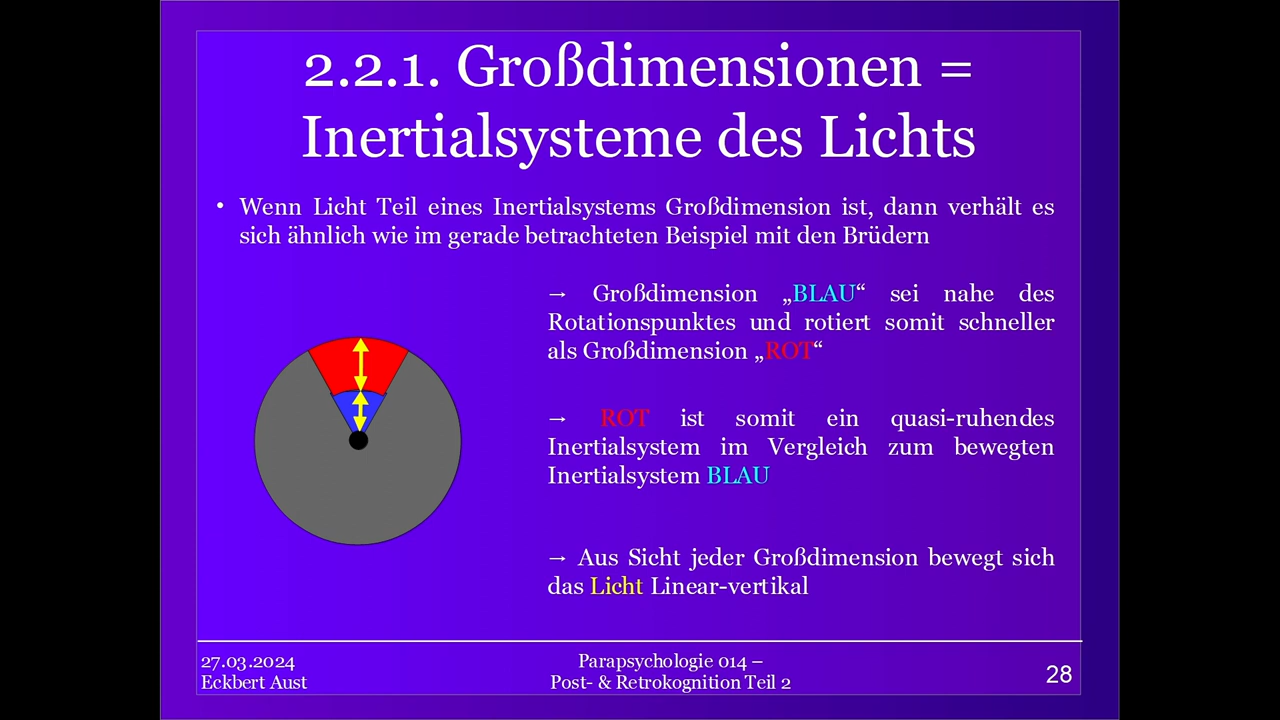 2.2.1. Großdimensionen =
Inertialsysteme des Lichts
• Wenn Licht Teil eines Inertialsystems Großdimension ist, dann verhält es
sich ähnlich wie im gerade betrachteten Beispiel mit den Brüdern
→ Großdimension „BLAU“ sei nahe des
Rotationspunktes und rotiert somit schneller
als Großdimension „ROT“
→ ROT ist somit ein quasi-ruhendes
Inertialsystem im Vergleich zum bewegten
Inertialsystem BLAU
→ Aus Sicht jeder Großdimension bewegt sich
das Licht Linear-vertikal
27.03.2024
Eckbert Aust
Parapsychologie 014 –
Post- & Retrokognition Teil 2
28